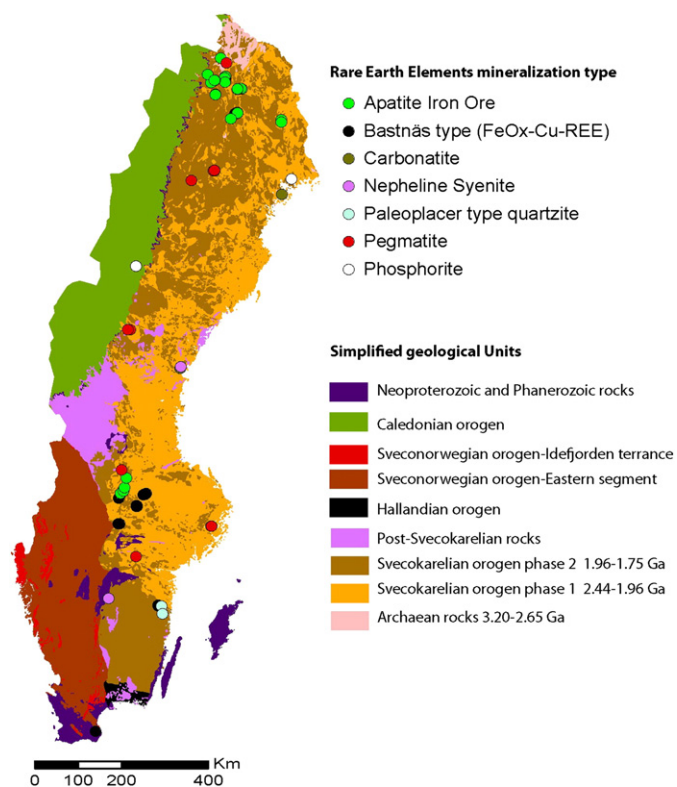 Rare Earth Elements mineralization type
Apatite Iron Ore
Bastnäs type (FeOx-Cu-REE)
Carbonatite
Nepheline Syenite
Paleoplacer type quartzite
Pegmatite
Phosphorite
Simplified geological Units
Neoproterozoic and Phanerozoic rocks
Caledonian orogen
Sveconorwegian orogen-Idefjorden terrance
Sveconorwegian orogen-Eastern segment
Hallandian orogen
Post-Svecokarelian rocks
Svecokarelian orogen phase 2 1.96-1.75 Ga
Svecokarelian orogen phase 1 2.44-1.96 Ga
Archaean rocks 3.20-2.65 Ga
Km
0 100 200 400